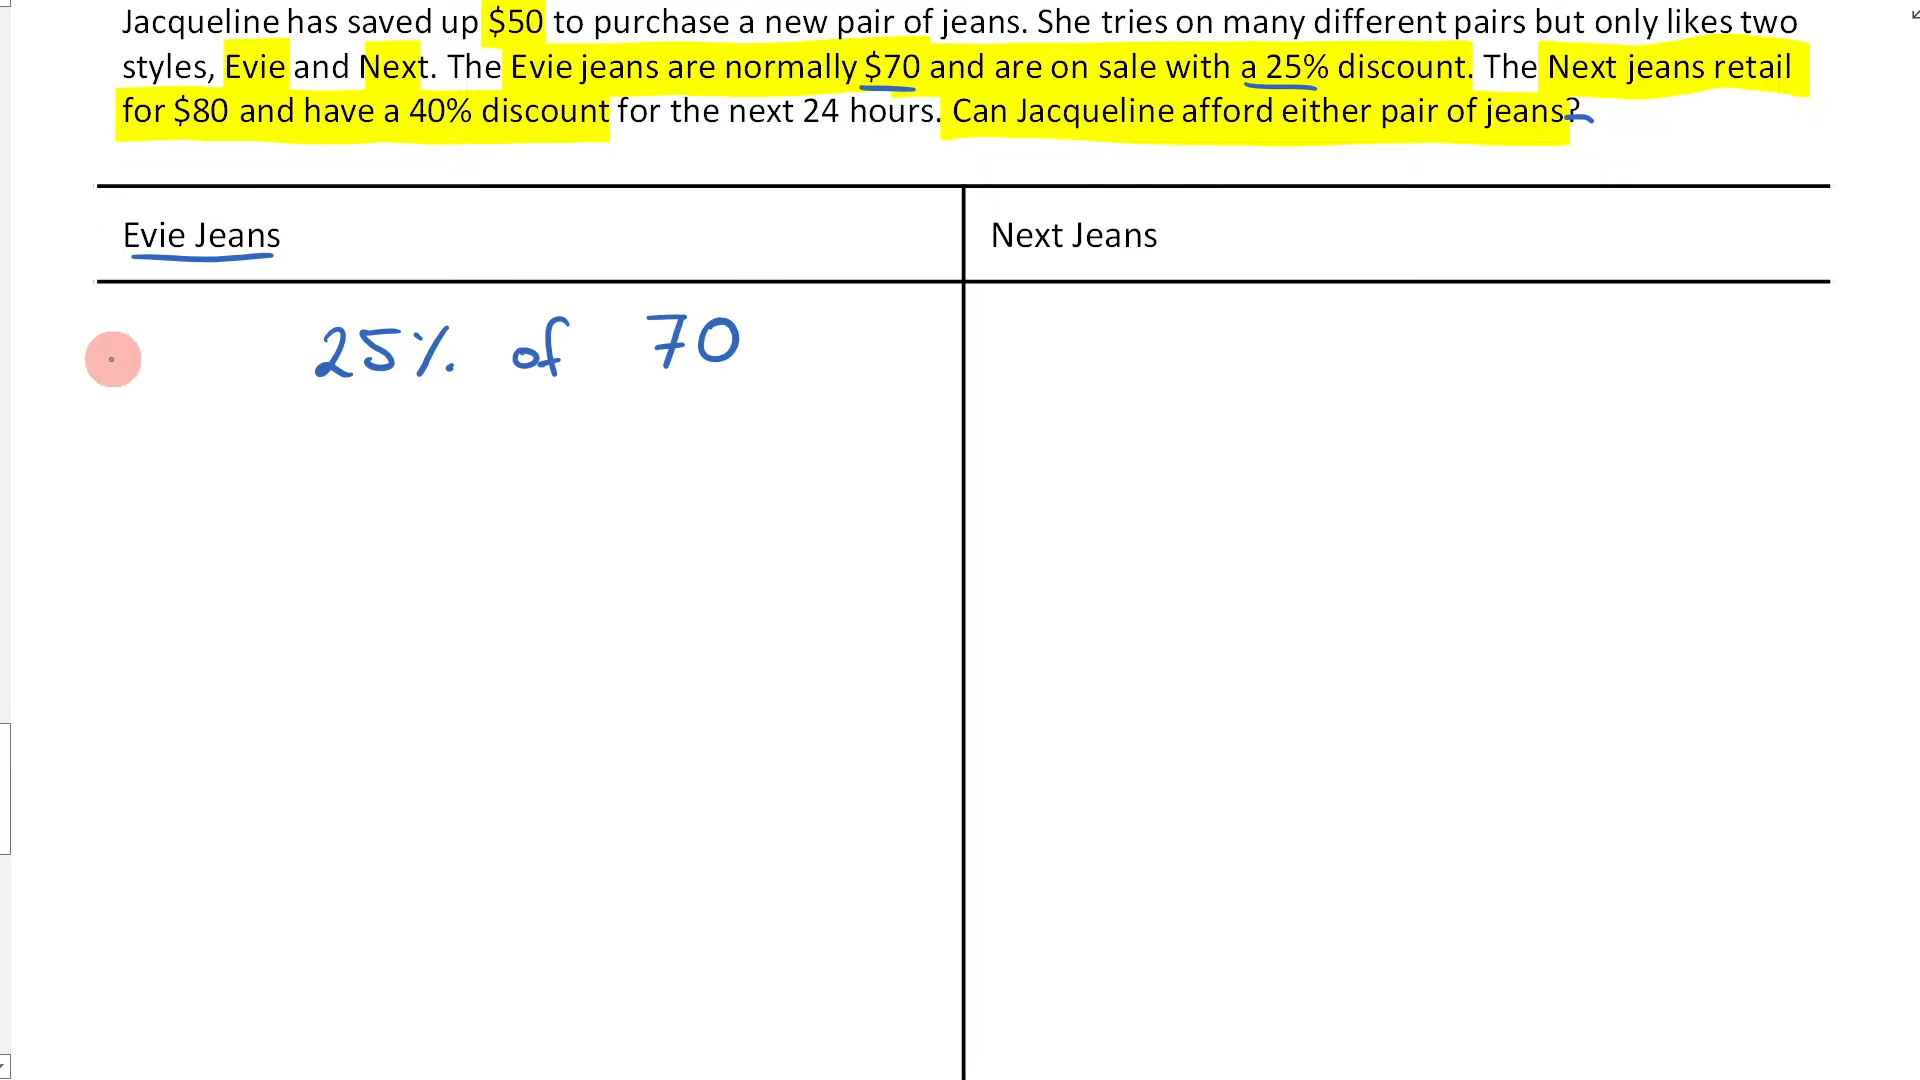 Jacqueline has saved up $50 to purchase a new pair of jeans. She tries on many different pairs but only likes two
styles, Evie and Next. The Evie jeans are normally $70 and are on sale with a 25% discount. The Next jeans retail
for $80 and have a 40% discount for the next 24 hours. Can Jacqueline afford either pair of jeans?
Evie Jeans
Next Jeans
25% of 70